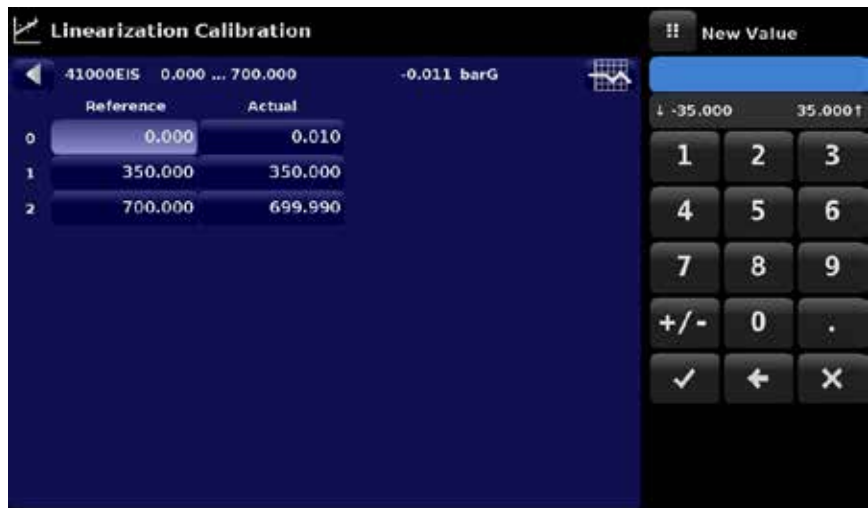 Linearization Calibration
41000EIS 0.000 ... 700.000 -0.011 barG
Reference Actual
0 0.000 0.010
1 350.000 350.000
2 700.000 699.990
New Value
↓ -35.000 35.000↑
1 2 3
4 5 6
7 8 9
+/- 0 .